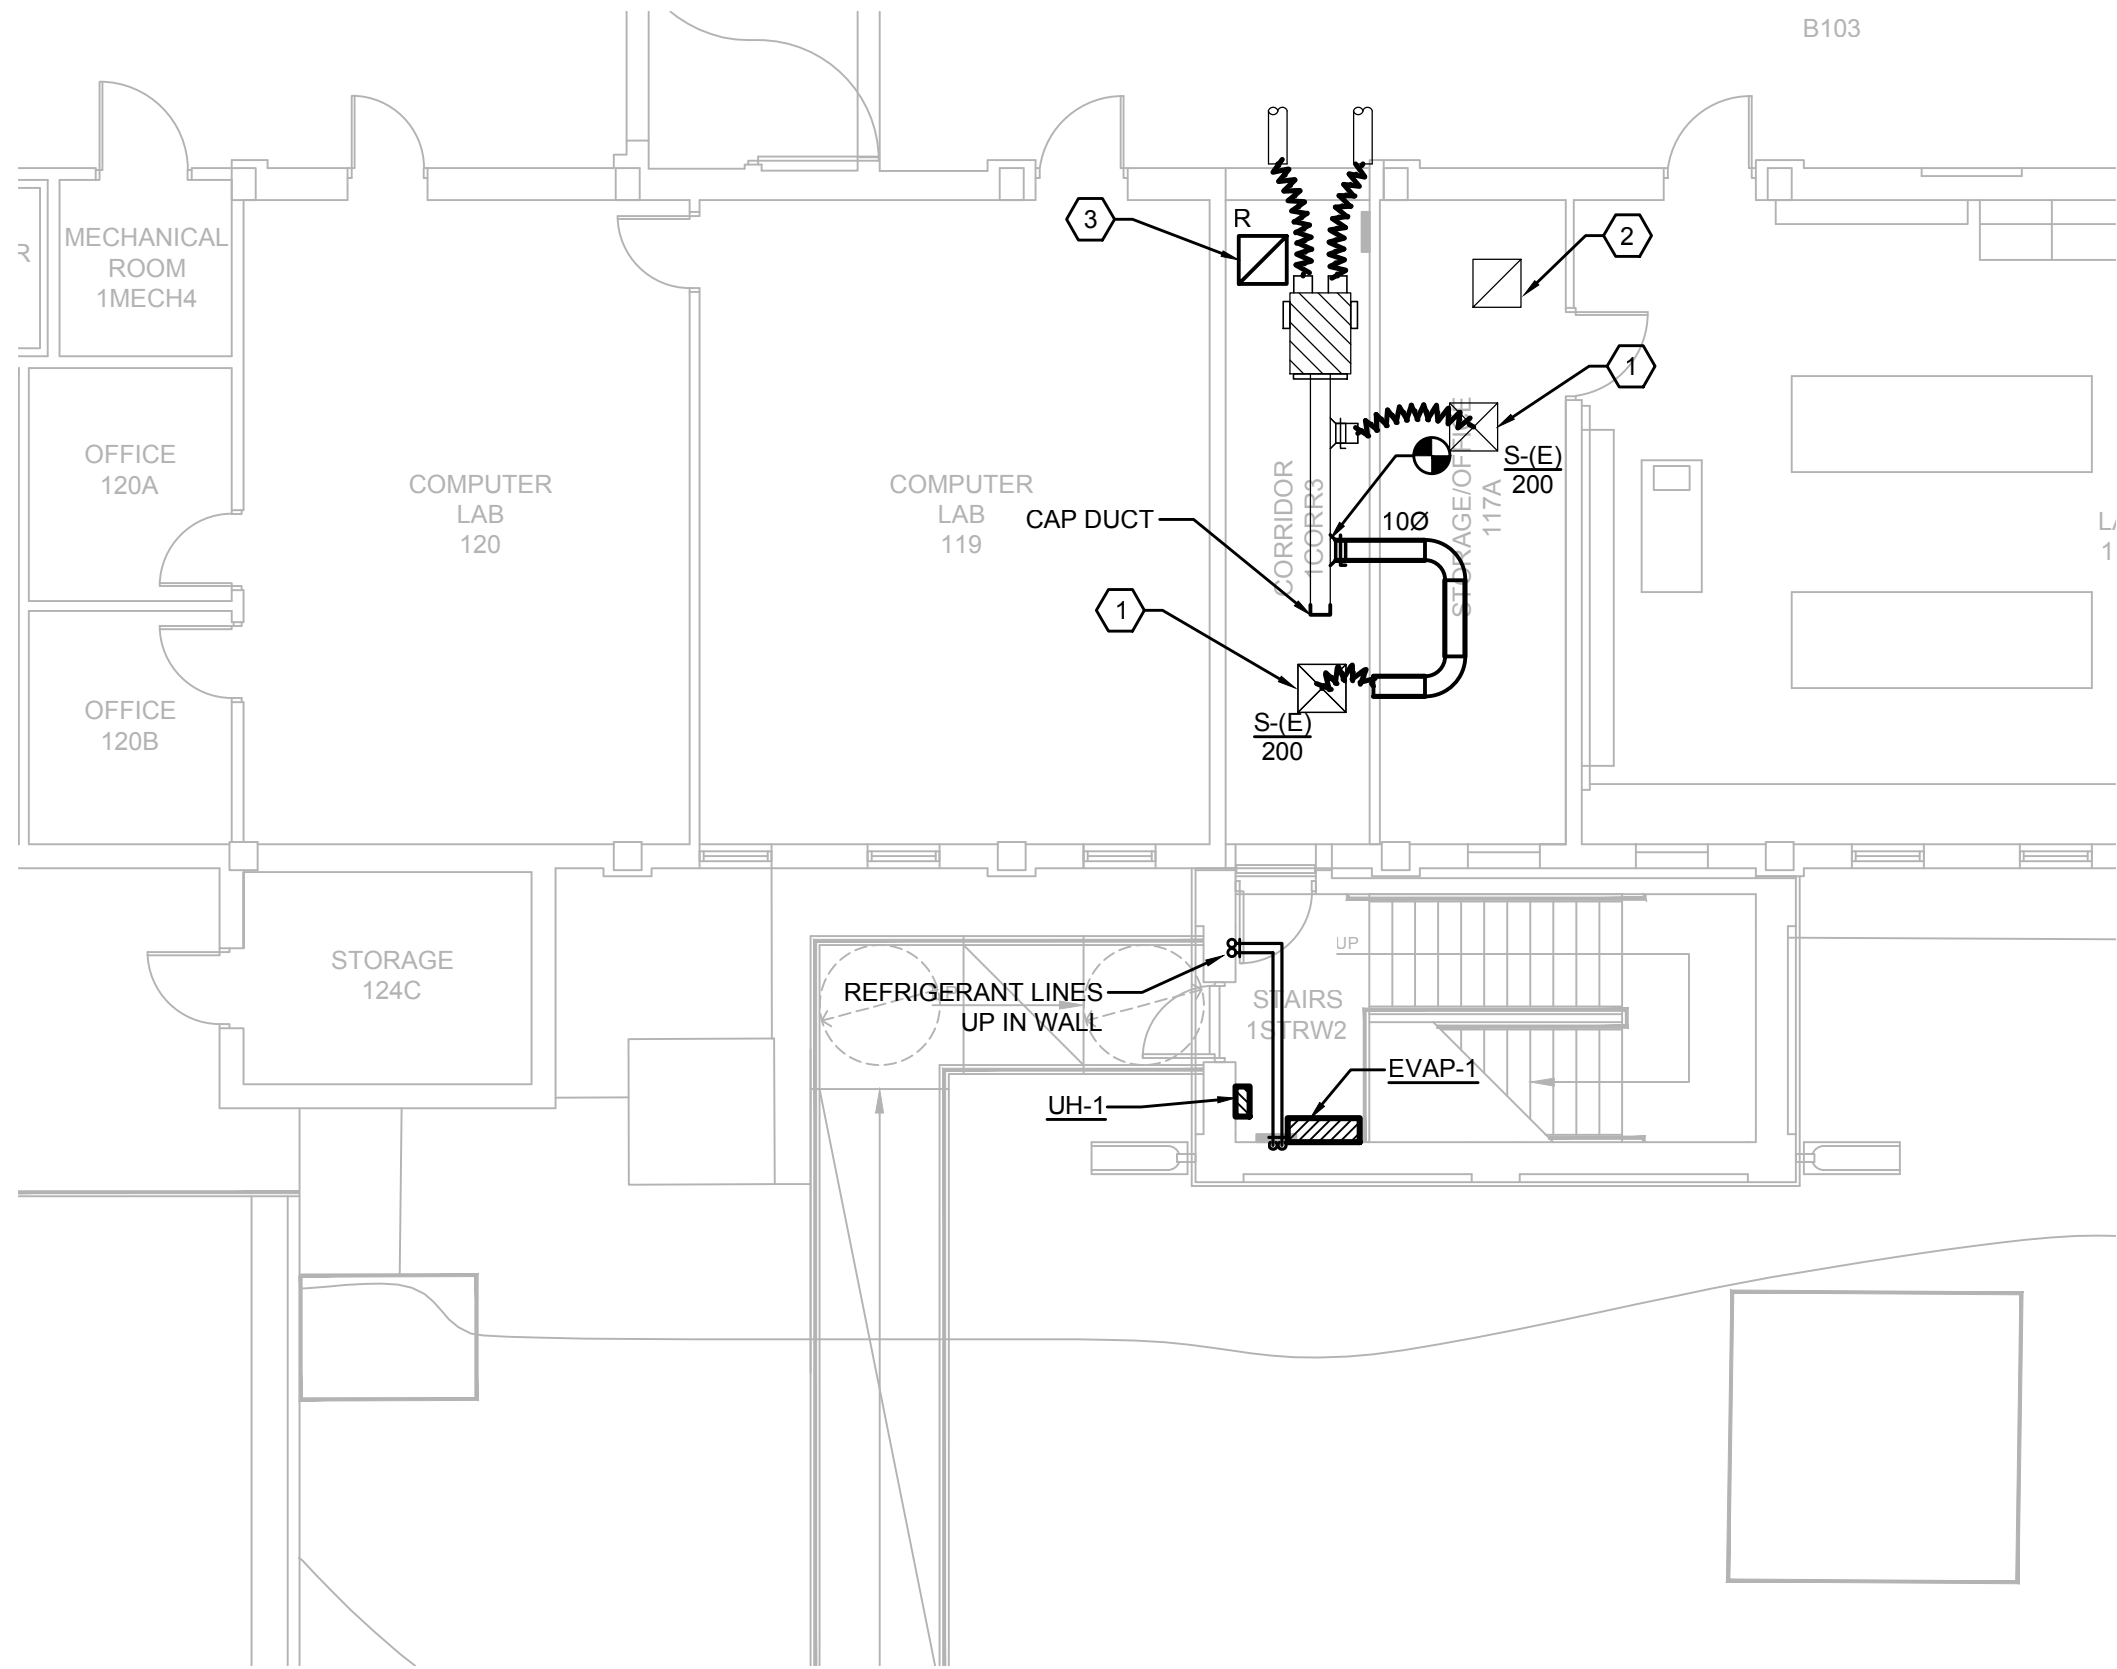 B103
3
R
2
R
MECHANICAL
ROOM
1MECH4
1
OFFICE
120A
COMPUTER
LAB
120
COMPUTER
LAB
119
S-(E)
200
CAP DUCT
10Ø
CORRIDOR
1CORR3
STORAGE/OFFICE
117A
LA
1
1
OFFICE
120B
S-(E)
200
STORAGE
124C
UP
REFRIGERANT LINES
UP IN WALL
STAIRS
1STRW2
EVAP-1
UH-1